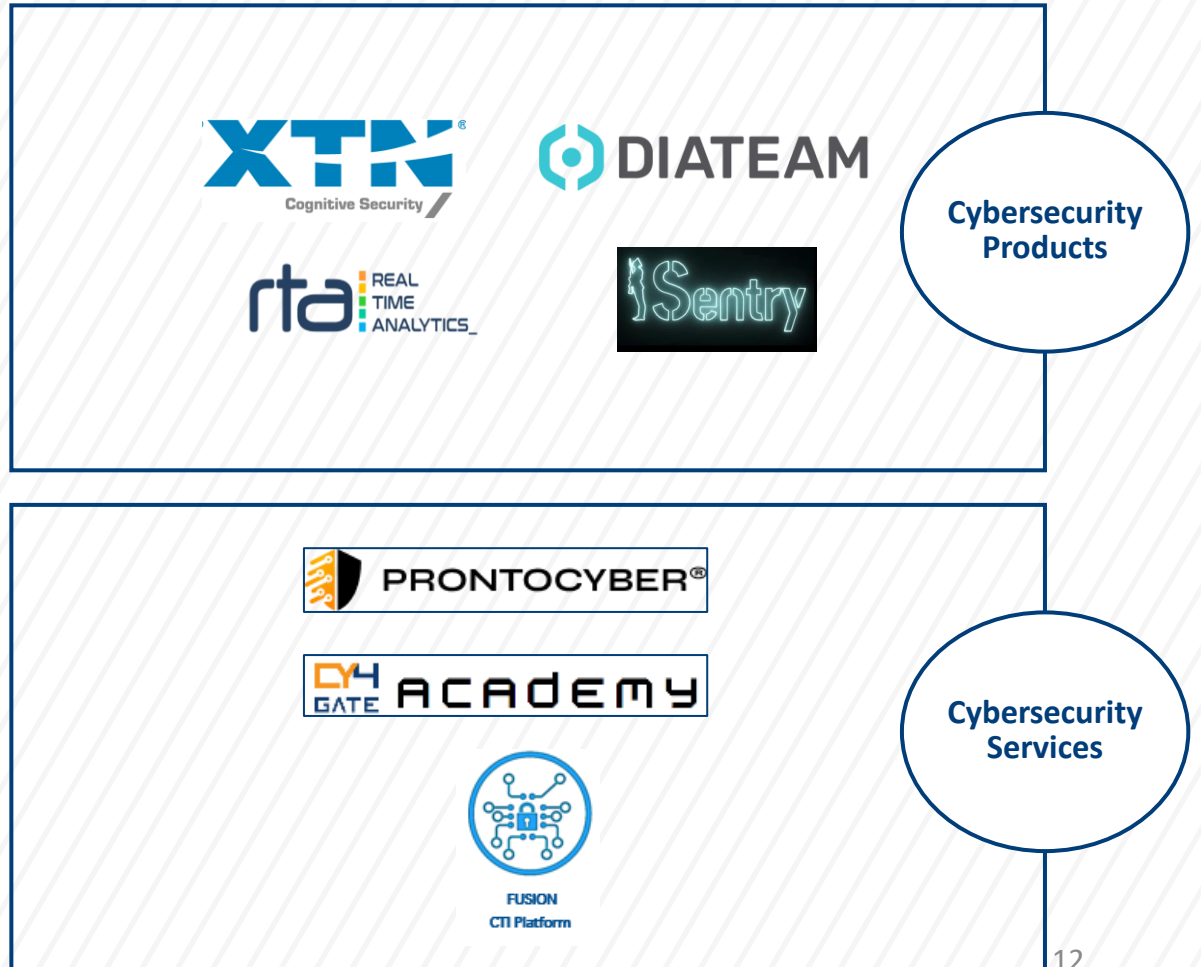 XTN®
Cognitive Security
DIATEAM
rta REAL
TIME
ANALYTICS_
Sentry
Cybersecurity
Products
PRONTOCYBER®
CY4
GATE ACADEMY
Cybersecurity
Services
FUSION
CTI Platform
12